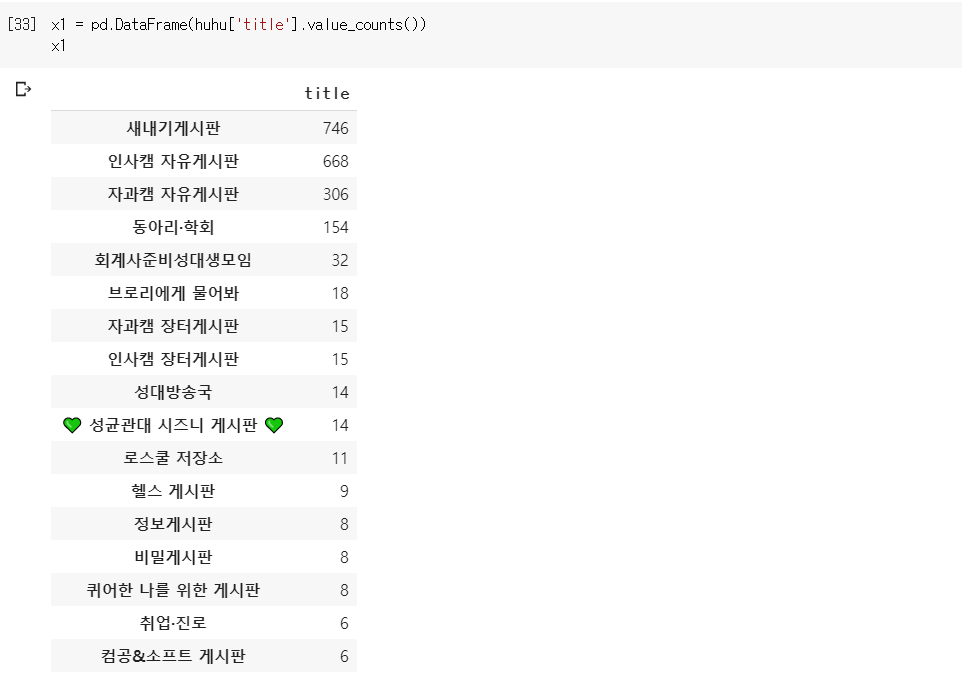 [33] x1 = pd.DataFrame(huhu['title'].value_counts())
x1
title
새내기게시판 746
인사캠 자유게시판 668
자과캠 자유게시판 306
동아리·학회 154
회계사준비성대생모임 32
브로리에게 물어봐 18
자과캠 장터게시판 15
인사캠 장터게시판 15
성대방송국 14
💚 성균관대 시즈니 게시판 💚 14
로스쿨 저장소 11
헬스 게시판 9
정보게시판 8
비밀게시판 8
퀴어한 나를 위한 게시판 8
취업·진로 6
컴공&소프트 게시판 6